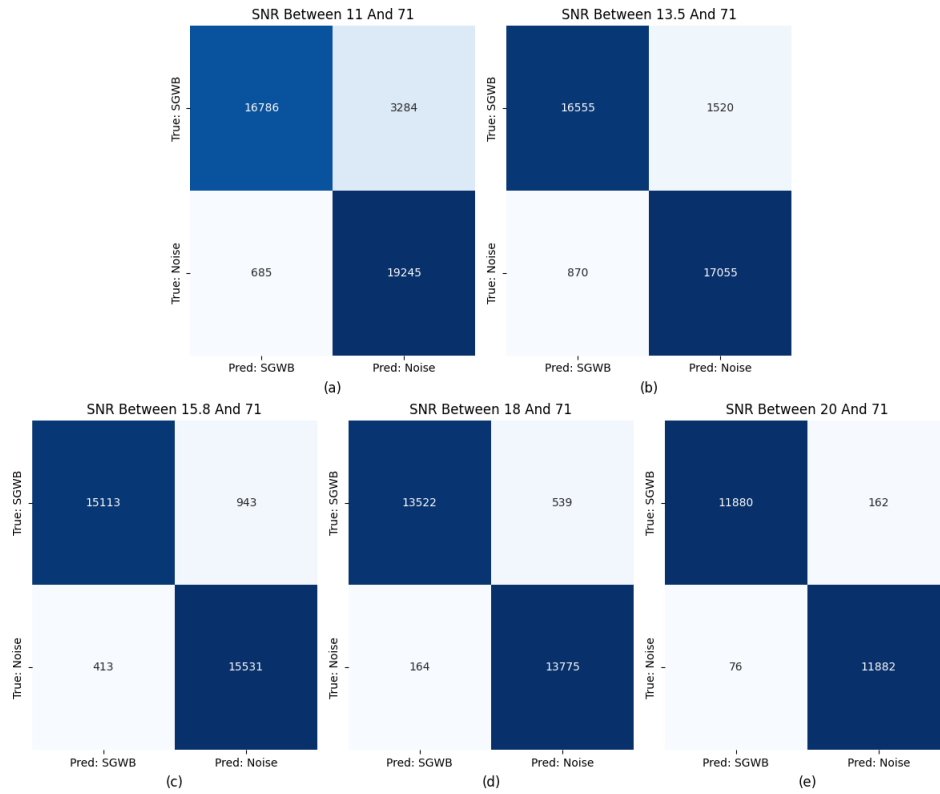 SNR Between 11 And 71
True: SGWB
16786
3284
True: Noise
685
19245
Pred: SGWB
Pred: Noise
(a)
SNR Between 13.5 And 71
True: SGWB
16555
1520
True: Noise
870
17055
Pred: SGWB
Pred: Noise
(b)
SNR Between 15.8 And 71
True: SGWB
15113
943
True: Noise
413
15531
Pred: SGWB
Pred: Noise
(c)
SNR Between 18 And 71
True: SGWB
13522
539
True: Noise
164
13775
Pred: SGWB
Pred: Noise
(d)
SNR Between 20 And 71
True: SGWB
11880
162
True: Noise
76
11882
Pred: SGWB
Pred: Noise
(e)